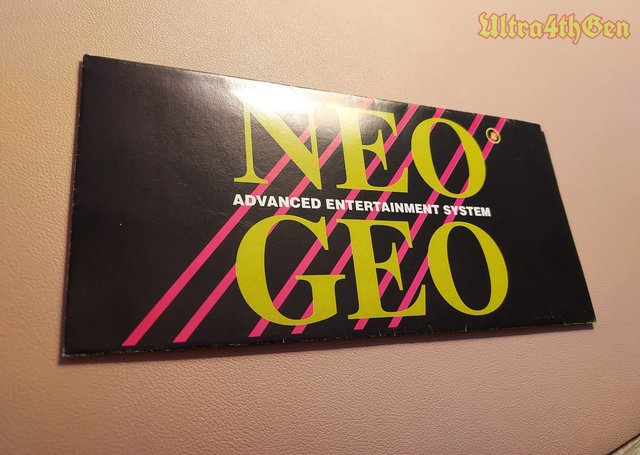 Ultra4thGen
NEO
®
ADVANCED ENTERTAINMENT SYSTEM
GEO